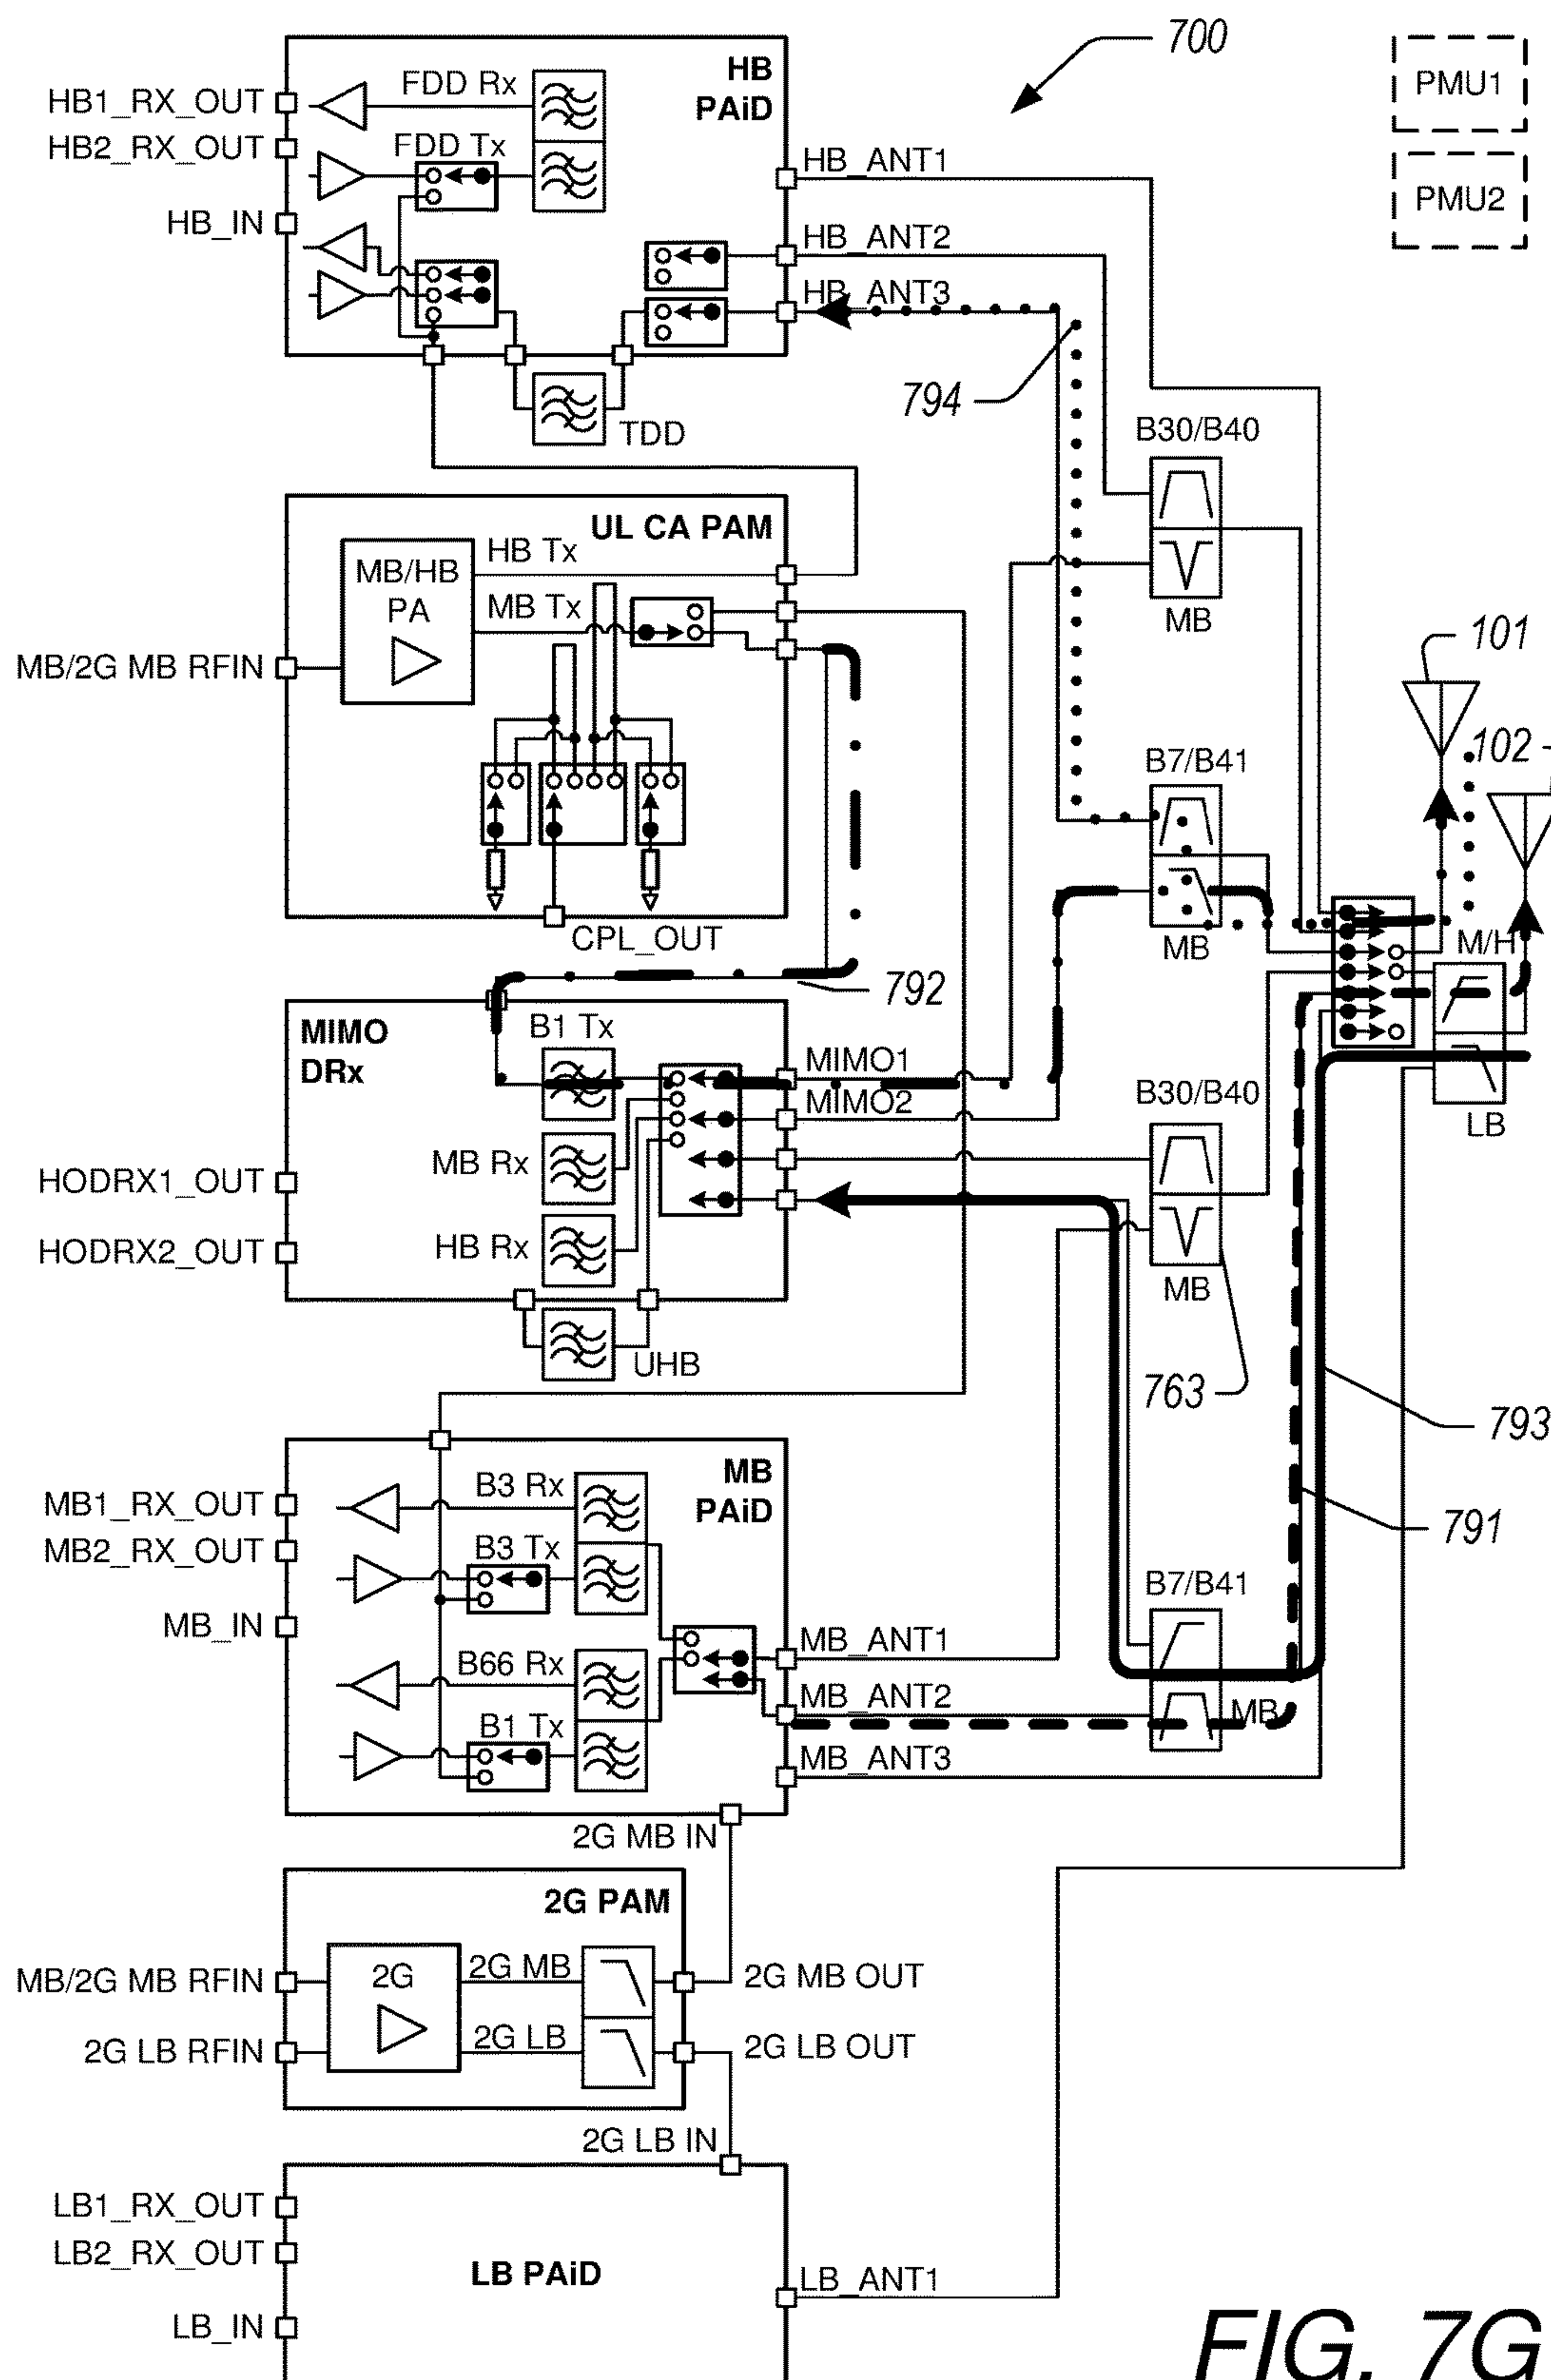 700
PMU1
PMU2
HB
PAiD
FDD Rx
FDD Tx
HB1_RX_OUT
HB2_RX_OUT
HB_IN
HB_ANT1
HB_ANT2
HB_ANT3
794
TDD
B30/B40
MB
UL CA PAM
MB/HB
PA
HB Tx
MB Tx
MB/2G MB RFIN
CPL_OUT
101
102
B7/B41
MB
M/H
LB
792
MIMO
DRx
B1 Tx
MIMO1
MIMO2
MB Rx
HB Rx
HODRX1_OUT
HODRX2_OUT
UHB
B30/B40
MB
763
793
791
MB
PAiD
B3 Rx
B3 Tx
B66 Rx
B1 Tx
MB1_RX_OUT
MB2_RX_OUT
MB_IN
MB_ANT1
MB_ANT2
MB_ANT3
B7/B41
MB
2G MB IN
2G PAM
2G
2G MB
2G LB
MB/2G MB RFIN
2G LB RFIN
2G MB OUT
2G LB OUT
2G LB IN
LB1_RX_OUT
LB2_RX_OUT
LB_IN
LB PAiD
LB_ANT1
FIG. 7G